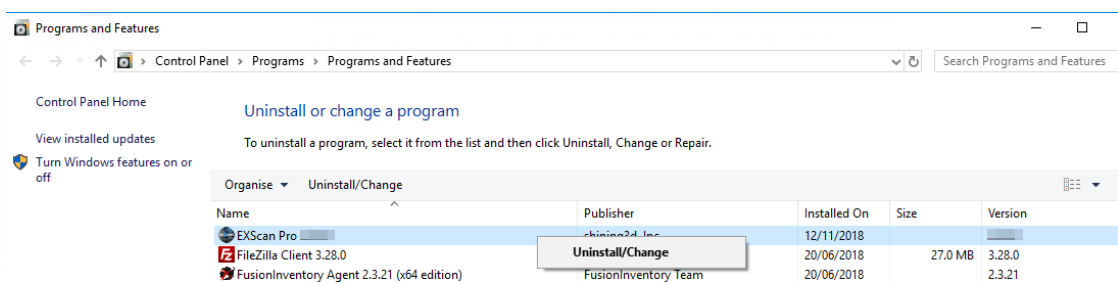 Programs and Features
Control Panel > Programs > Programs and Features
Search Programs and Features
Control Panel Home
Uninstall or change a program
View installed updates
To uninstall a program, select it from the list and then click Uninstall, Change or Repair.
Turn Windows features on or
off
Organise Uninstall/Change
Name Publisher Installed On Size Version
EXScan Pro shining3d, Inc. 12/11/2018
Uninstall/Change
FileZilla Client 3.28.0 20/06/2018 27.0 MB 3.28.0
FusionInventory Agent 2.3.21 (x64 edition) FusionInventory Team 20/06/2018 2.3.21